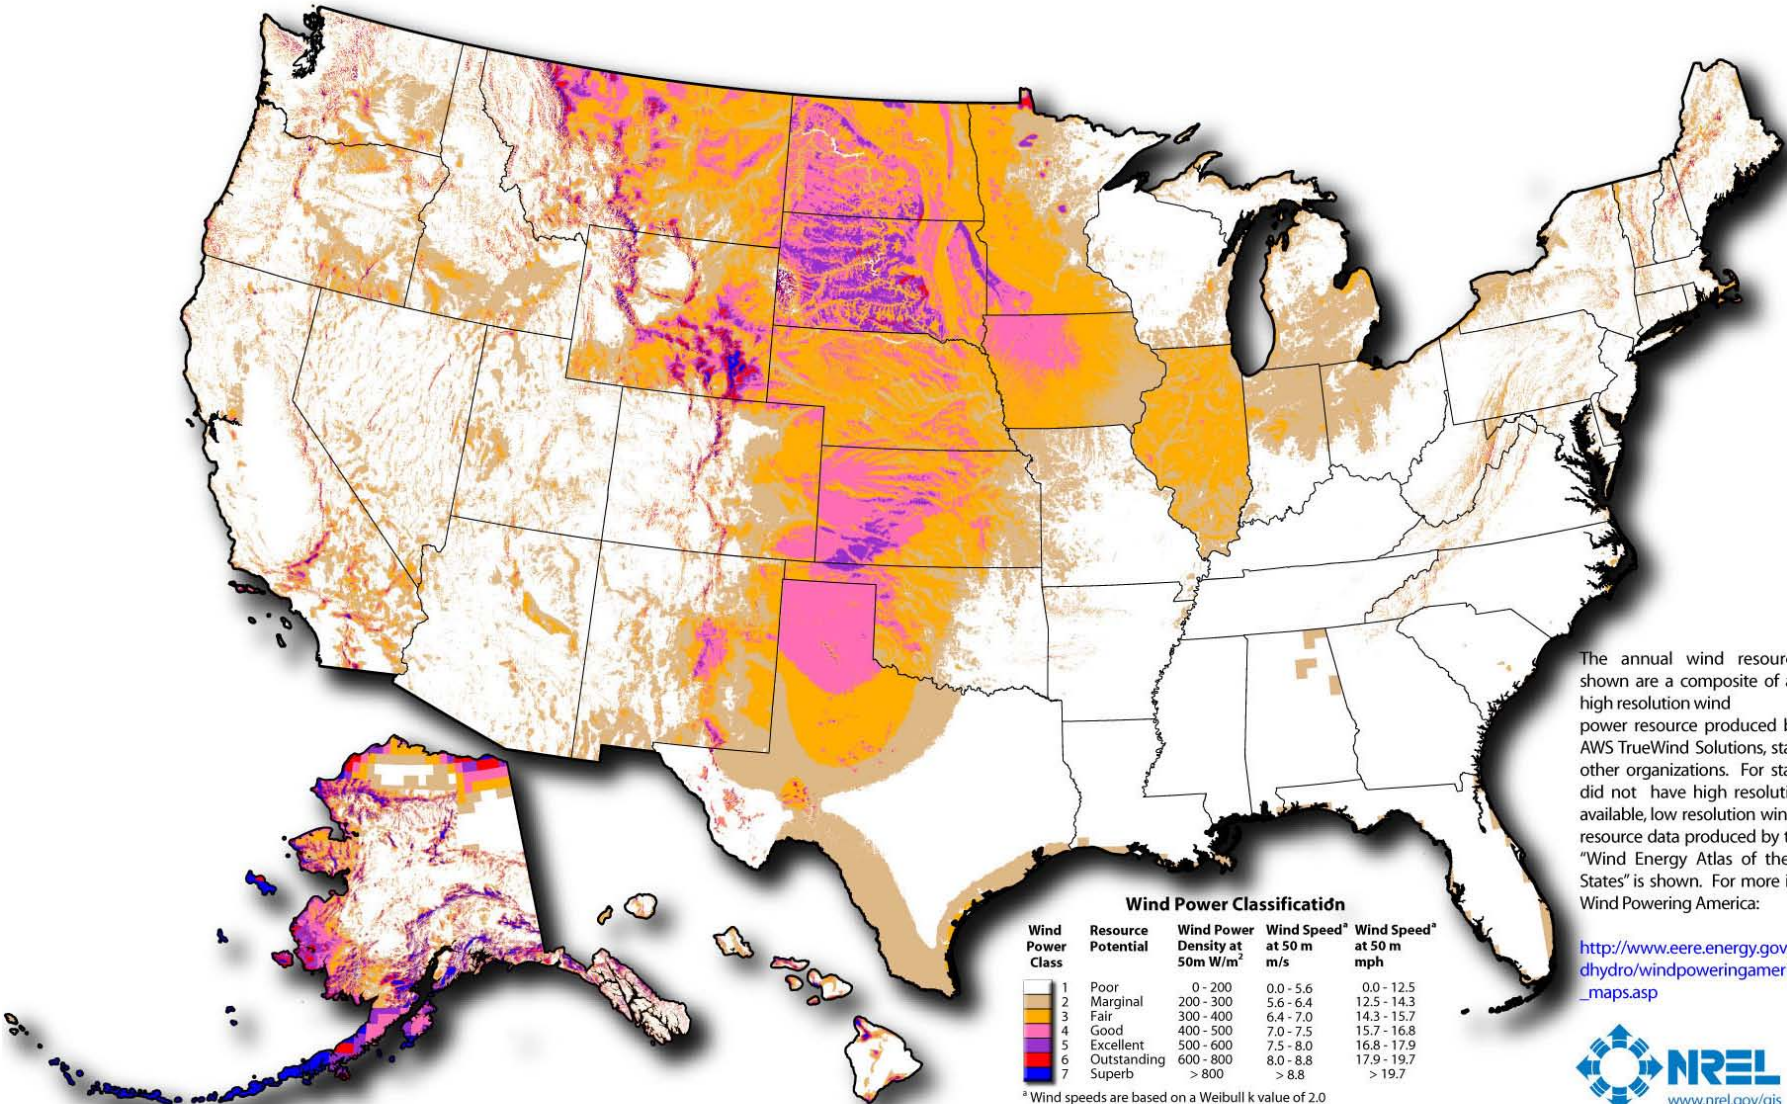 The annual wind resourc
shown are a composite of a
high resolution wind
power resource produced b
AWS TrueWind Solutions, sta
other organizations. For sta
did not have high resoluti
available, low resolution win
resource data produced by t
"Wind Energy Atlas of the
States" is shown. For more i
Wind Powering America:
http://www.eere.energy.gov
dhydro/windpoweringamer
_maps.asp
Wind Power Classification
Wind Power Class Resource Potential Wind Power Density at 50m W/m² Wind Speedᵃ at 50 m m/s Wind Speedᵃ at 50 m mph
1 Poor 0 - 200 0.0 - 5.6 0.0 - 12.5
2 Marginal 200 - 300 5.6 - 6.4 12.5 - 14.3
3 Fair 300 - 400 6.4 - 7.0 14.3 - 15.7
4 Good 400 - 500 7.0 - 7.5 15.7 - 16.8
5 Excellent 500 - 600 7.5 - 8.0 16.8 - 17.9
6 Outstanding 600 - 800 8.0 - 8.8 17.9 - 19.7
7 Superb > 800 > 8.8 > 19.7
ᵃ Wind speeds are based on a Weibull k value of 2.0
NREL
www.nrel.gov/gis